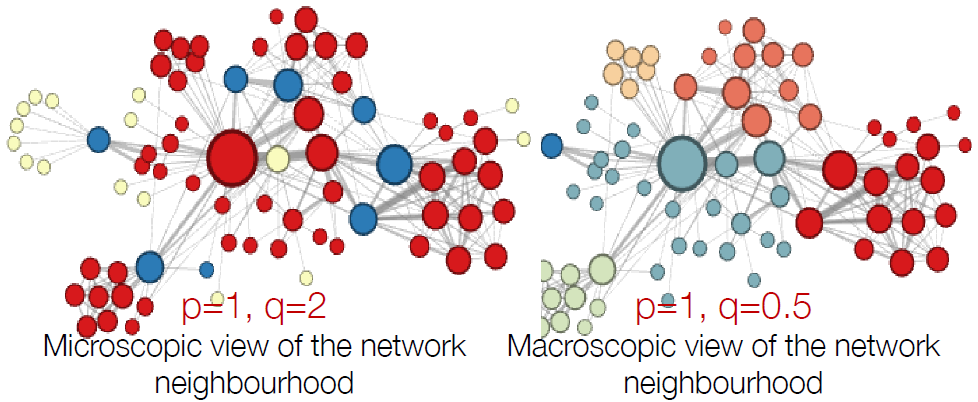 p=1, q=2
Microscopic view of the network
neighbourhood
p=1, q=0.5
Macroscopic view of the network
neighbourhood